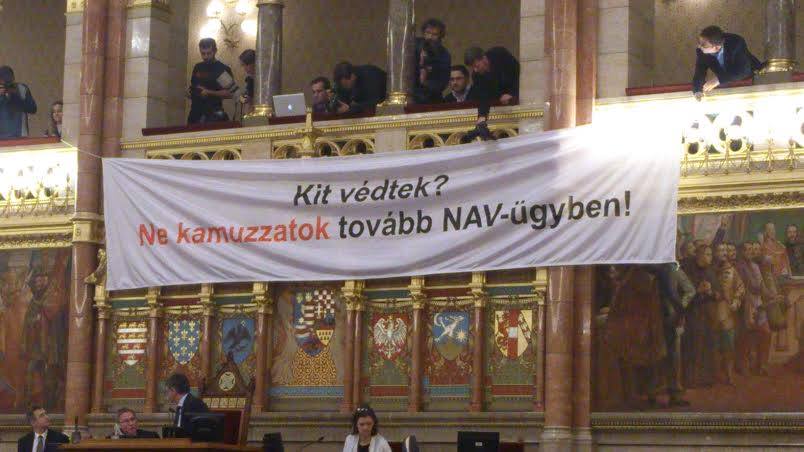 Kit védtek?
Ne kamuzzatok tovább NAV-ügyben!